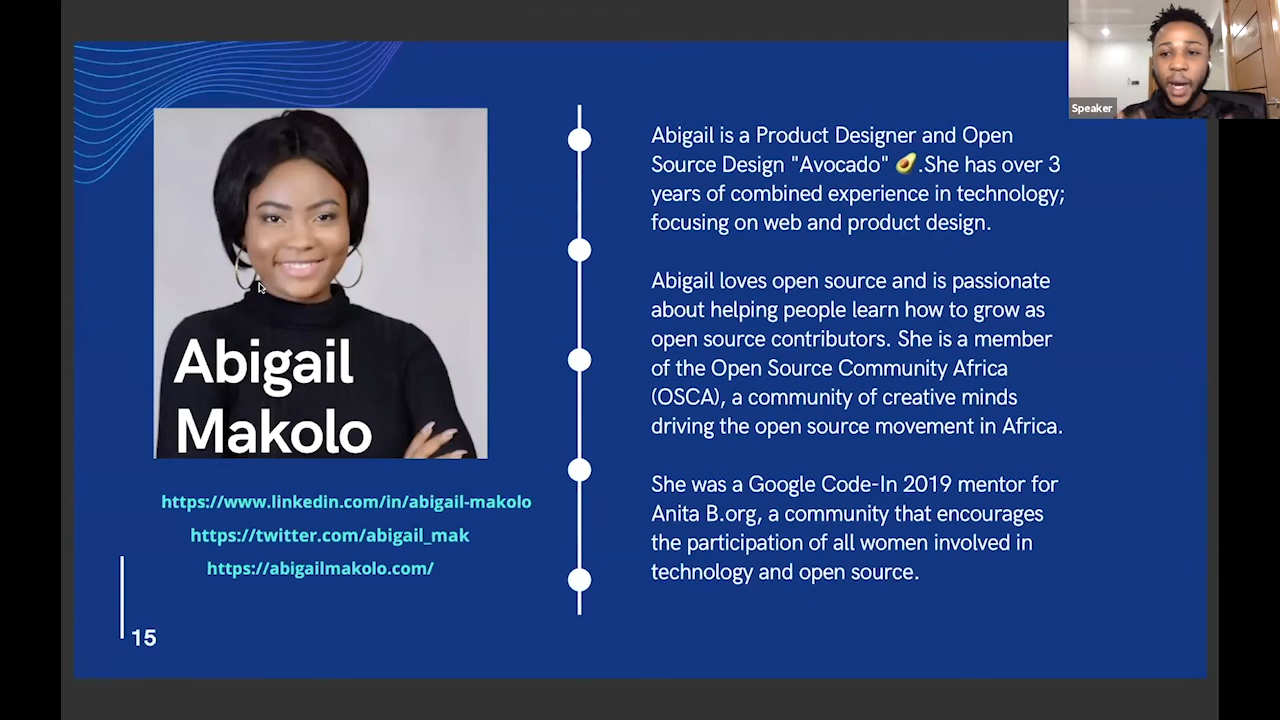 Speaker
Abigail is a Product Designer and Open
Source Design "Avocado" 🥑.She has over 3
years of combined experience in technology;
focusing on web and product design.
Abigail loves open source and is passionate
about helping people learn how to grow as
open source contributors. She is a member
of the Open Source Community Africa
(OSCA), a community of creative minds
driving the open source movement in Africa.
She was a Google Code-In 2019 mentor for
Anita B.org, a community that encourages
the participation of all women involved in
technology and open source.
Abigail
Makolo
https://www.linkedin.com/in/abigail-makolo
https://twitter.com/abigail_mak
https://abigailmakolo.com/
15